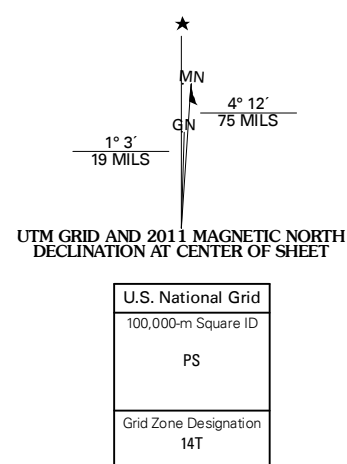 ★
MN
4° 12´
75 MILS
GN
1° 3´
19 MILS
UTM GRID AND 2011 MAGNETIC NORTH
DECLINATION AT CENTER OF SHEET
U.S. National Grid
100,000-m Square ID
PS
Grid Zone Designation
14T